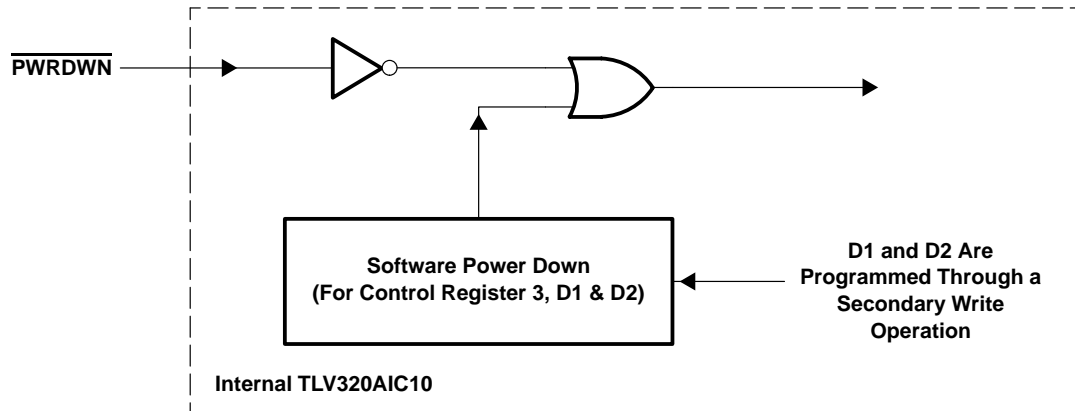 PWRDWN
Software Power Down
(For Control Register 3, D1 & D2)
D1 and D2 Are
Programmed Through a
Secondary Write
Operation
Internal TLV320AIC10